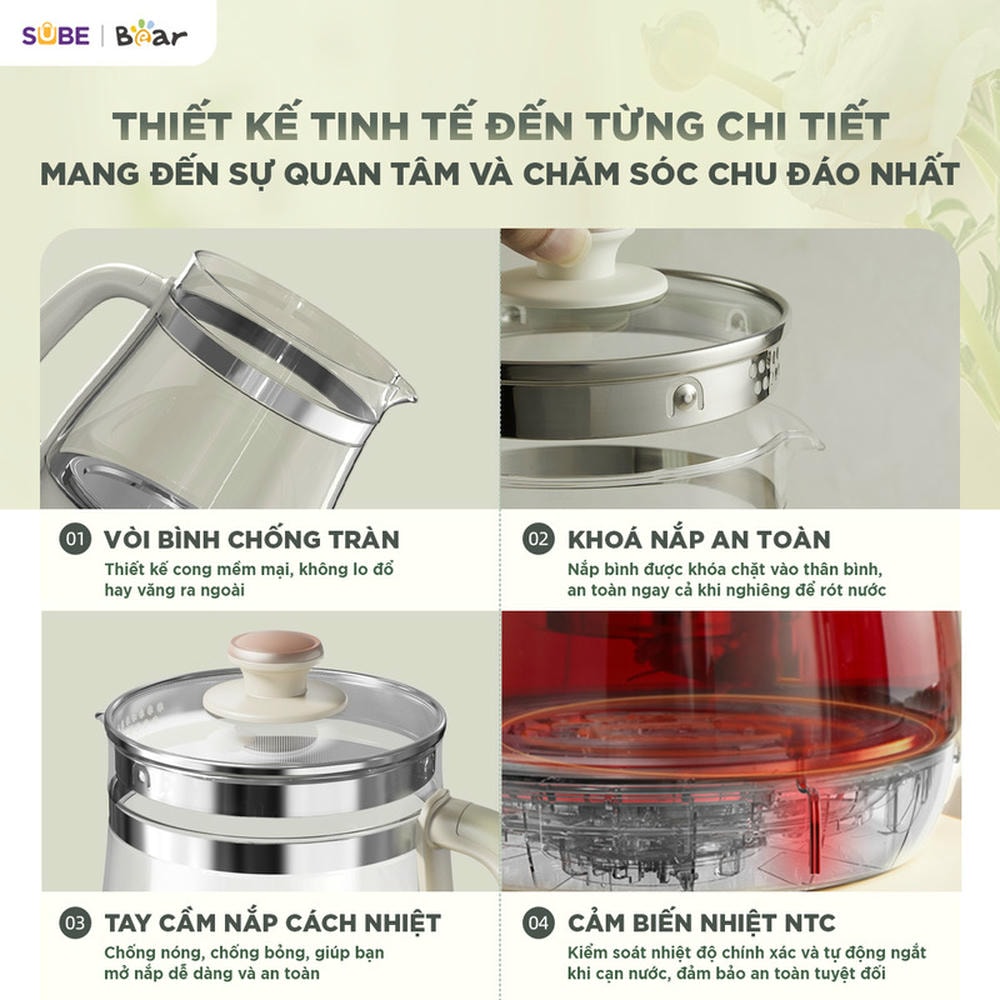 SUBE | Bear
THIẾT KẾ TINH TẾ ĐẾN TỪNG CHI TIẾT
MANG ĐẾN SỰ QUAN TÂM VÀ CHĂM SÓC CHU ĐÁO NHẤT
01 VÒI BÌNH CHỐNG TRÀN
Thiết kế cong mềm mại, không lo đổ
hay văng ra ngoài
02 KHOÁ NẮP AN TOÀN
Nắp bình được khóa chặt vào thân bình,
an toàn ngay cả khi nghiêng để rót nước
03 TAY CẦM NẮP CÁCH NHIỆT
Chống nóng, chống bỏng, giúp bạn
mở nắp dễ dàng và an toàn
04 CẢM BIẾN NHIỆT NTC
Kiểm soát nhiệt độ chính xác và tự động ngắt
khi cạn nước, đảm bảo an toàn tuyệt đối